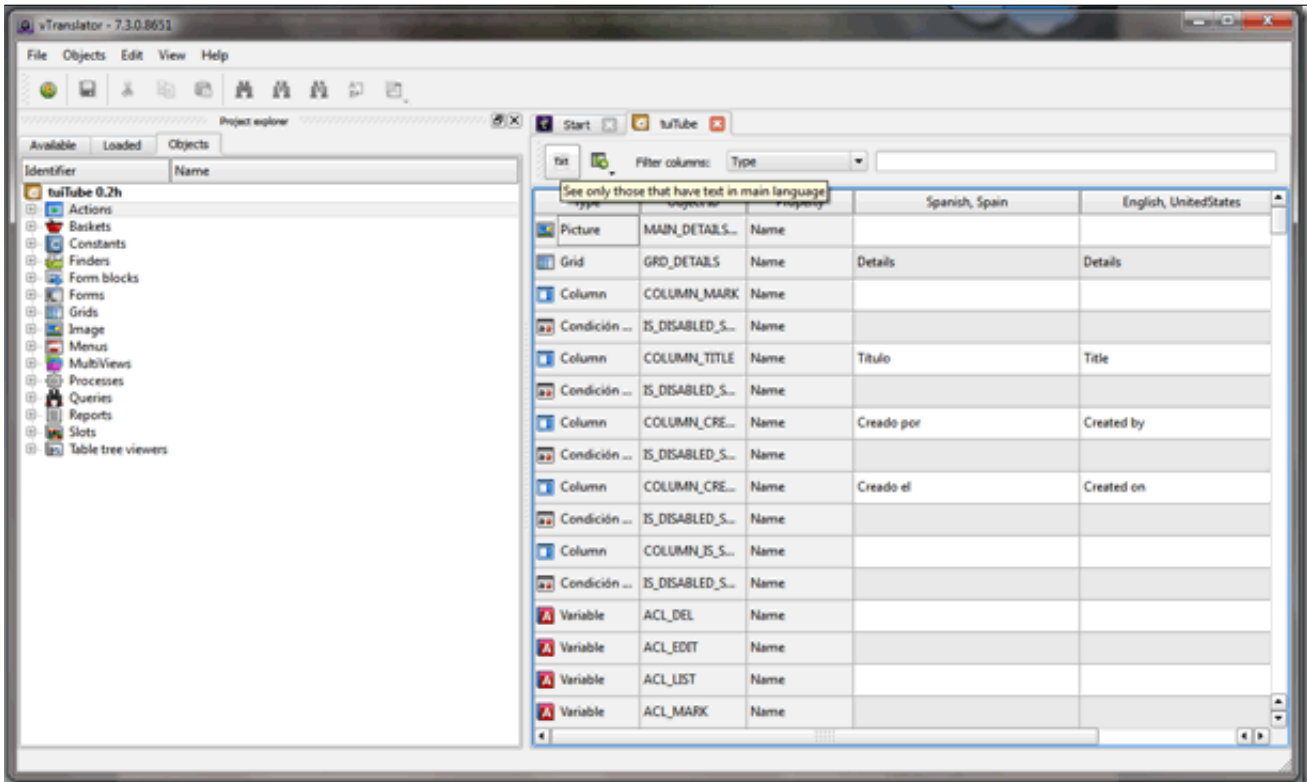 vTranslator - 7.3.0.8651
File Objects Edit View Help
Project explorer
Available Loaded Objects
Identifier Name
tuiTube 0.2h
Actions
Baskets
Constants
Finders
Form blocks
Forms
Grids
Image
Menus
MultiViews
Processes
Queries
Reports
Slots
Table tree viewers
Start tuiTube
Txt Filter columns: Type
See only those that have text in main language
Type Object ID Property Spanish, Spain English, UnitedStates
Picture MAIN_DETAILS... Name
Grid GRD_DETAILS Name Details Details
Column COLUMN_MARK Name
Condición ... IS_DISABLED_S... Name
Column COLUMN_TITLE Name Título Title
Condición ... IS_DISABLED_S... Name
Column COLUMN_CRE... Name Creado por Created by
Condición ... IS_DISABLED_S... Name
Column COLUMN_CRE... Name Creado el Created on
Condición ... IS_DISABLED_S... Name
Column COLUMN_IS_S... Name
Condición ... IS_DISABLED_S... Name
Variable ACL_DEL Name
Variable ACL_EDIT Name
Variable ACL_LIST Name
Variable ACL_MARK Name